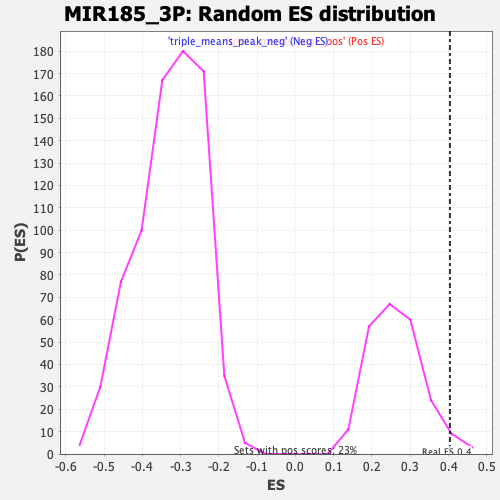 MIR185_3P: Random ES distribution
'triple_means_peak_neg' (Neg ES) pos' (Pos ES)
180
170
160
150
140
130
120
110
100
90
80
70
60
50
40
30
20
10
0
P(ES)
Sets with pos scores: 23%
Real ES 0.4
-0.6 -0.5 -0.4 -0.3 -0.2 -0.1 0.0 0.1 0.2 0.3 0.4 0.5
ES